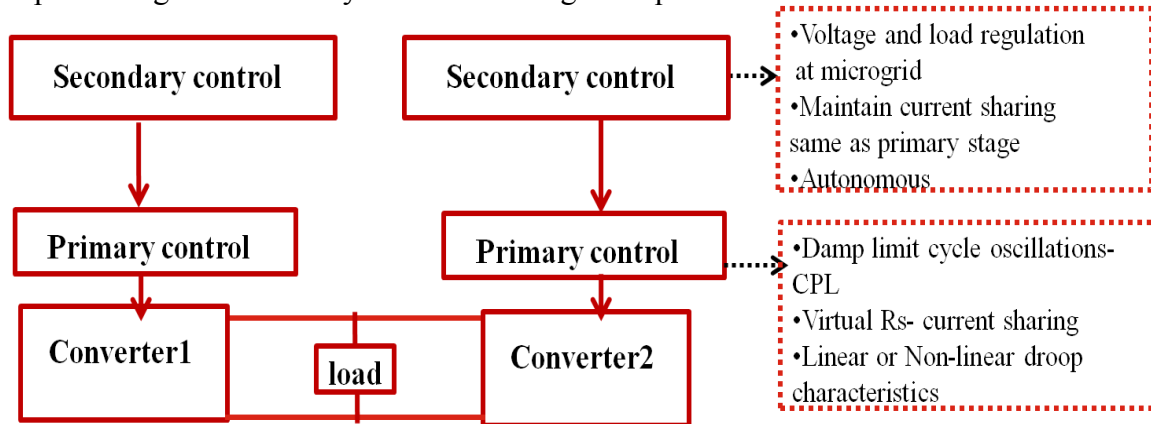 Secondary control
Secondary control
•Voltage and load regulation
at microgrid
•Maintain current sharing
same as primary stage
•Autonomous
Primary control
Primary control
•Damp limit cycle oscillations-
CPL
•Virtual Rs- current sharing
•Linear or Non-linear droop
characteristics
Converter1
load
Converter2